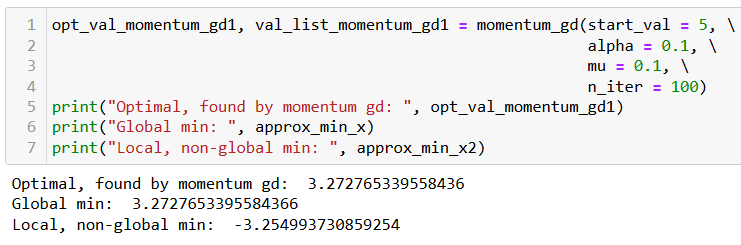 1 opt_val_momentum_gd1, val_list_momentum_gd1 = momentum_gd(start_val = 5, \
2 alpha = 0.1, \
3 mu = 0.1, \
4 n_iter = 100)
5 print("Optimal, found by momentum gd: ", opt_val_momentum_gd1)
6 print("Global min: ", approx_min_x)
7 print("Local, non-global min: ", approx_min_x2)
Optimal, found by momentum gd:  3.272765339558436
Global min:  3.2727653395584366
Local, non-global min:  -3.254993730859254